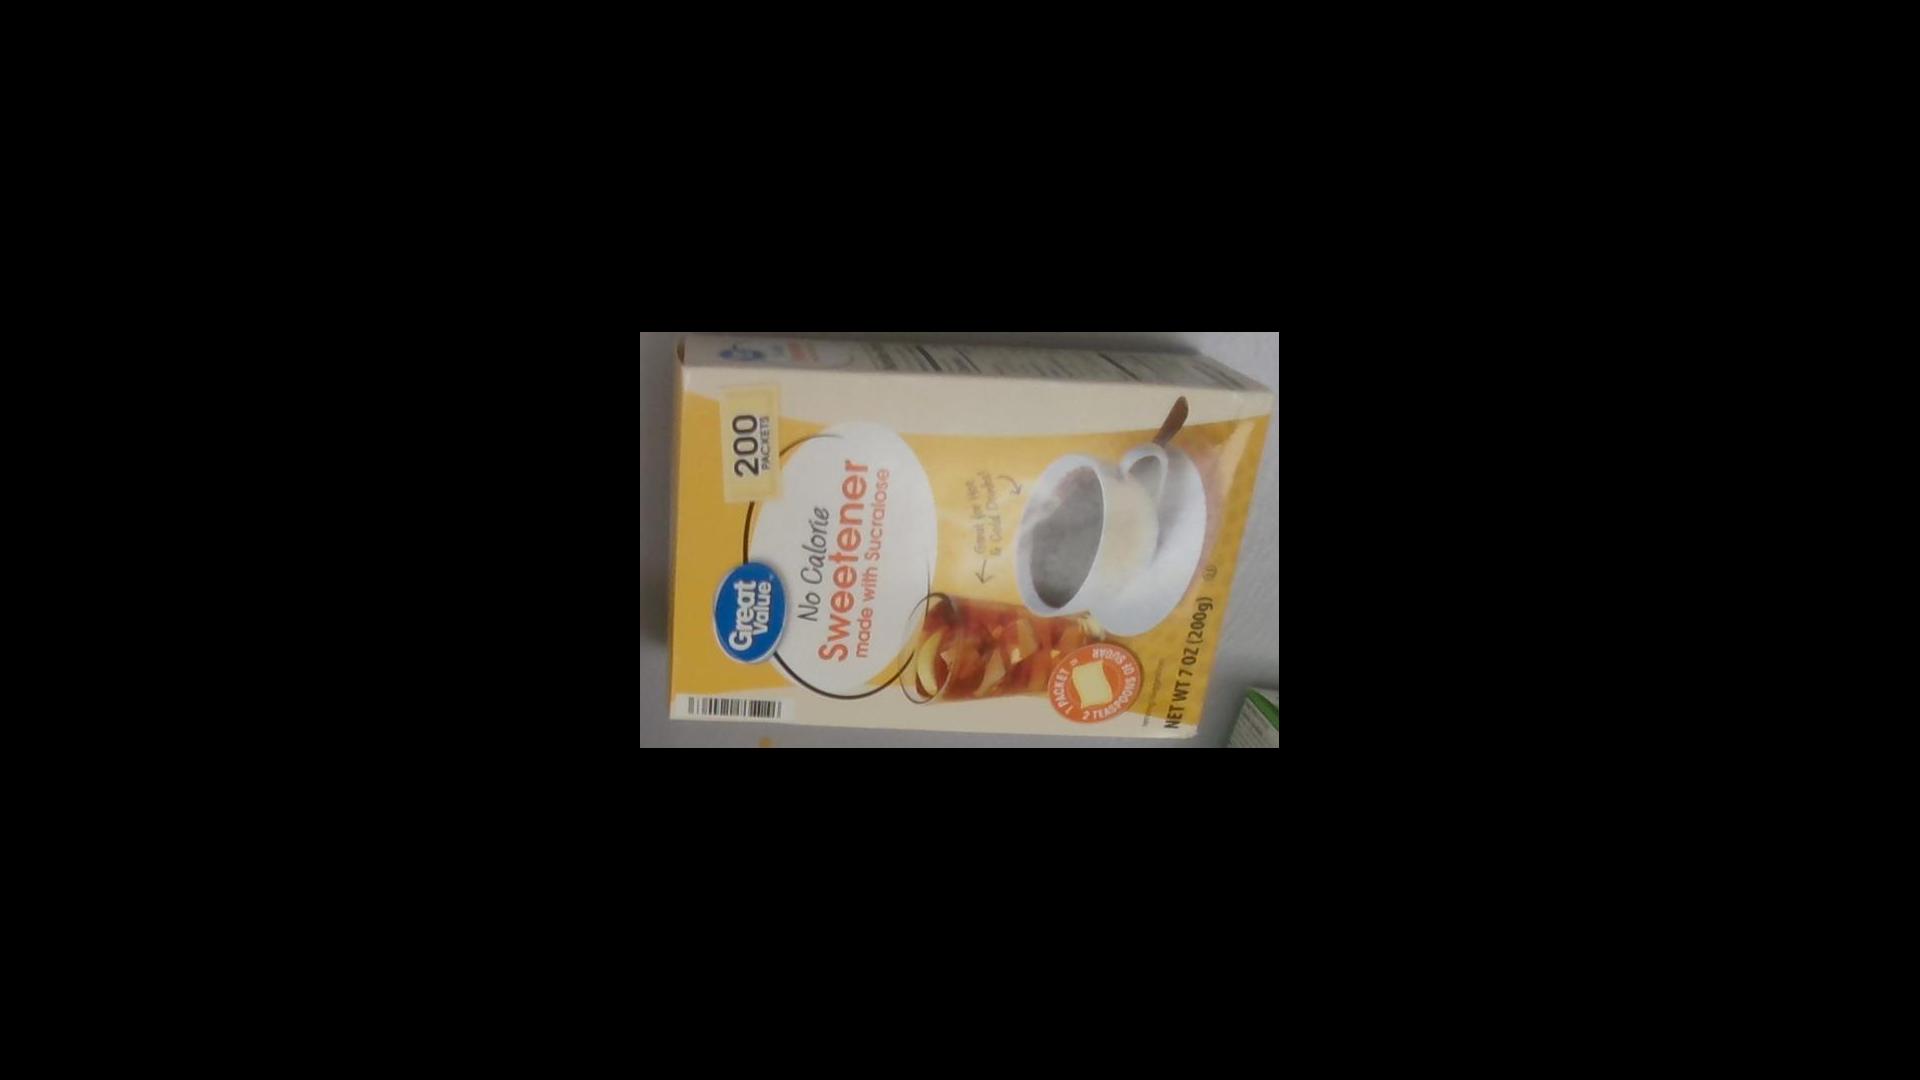 200
PACKETS
Great
Value
No Calorie
Sweetener
made with Sucralose
Great for Hot
& Cold Drinks!
1 PACKET =
2 TEASPOONS OF SUGAR
NET WT 7 OZ (200g)